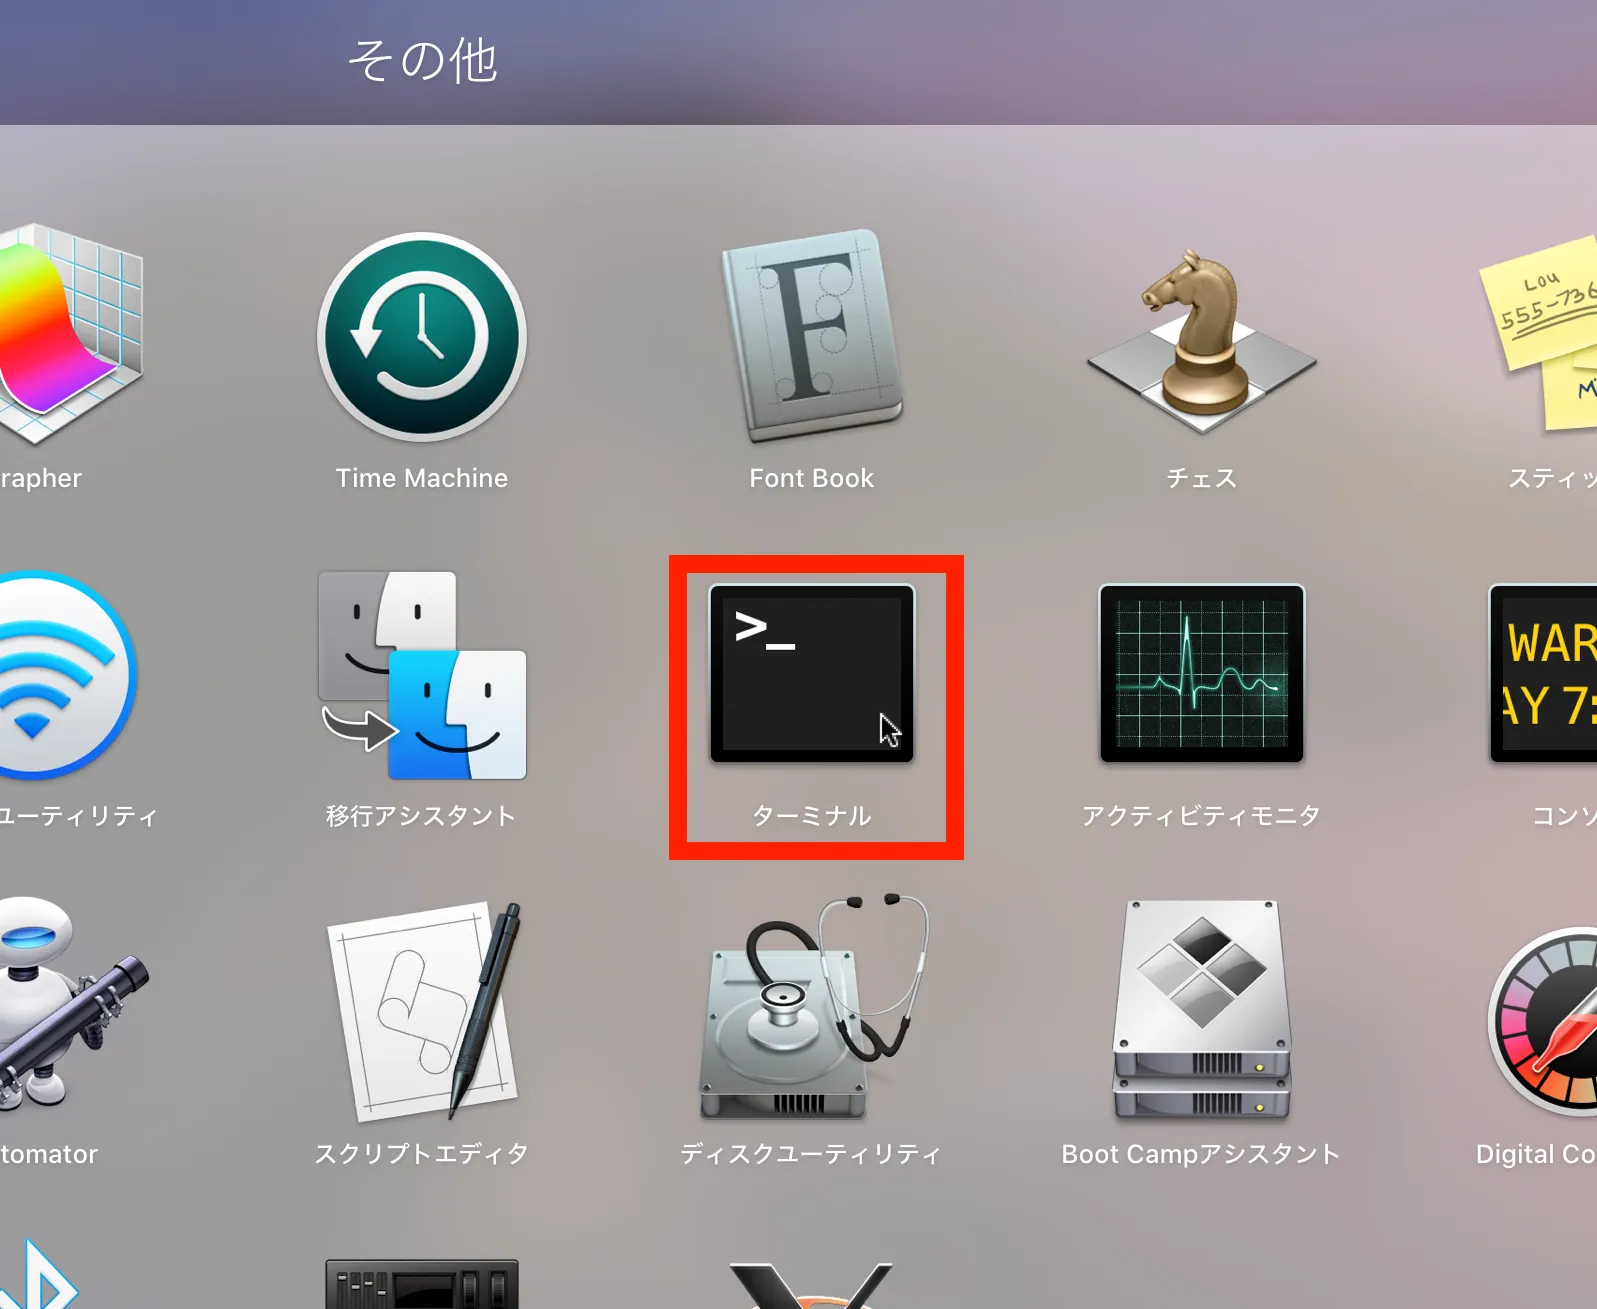 その他
rapher
Time Machine
Font Book
チェス
Lou
555-736
スティッ
ユーティリティ
移行アシスタント
>_
ターミナル
アクティビティモニタ
WAR
AY 7:
コンソ
tomator
スクリプトエディタ
ディスクユーティリティ
Boot Campアシスタント
Digital Co